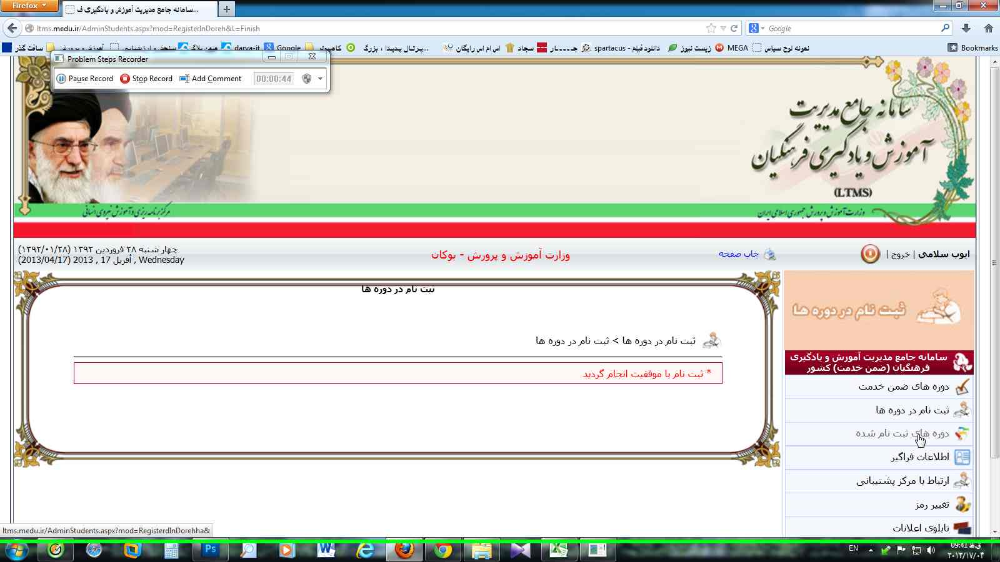 Firefox
سامانه جامع مدیریت آموزش و یادگیری ف...
ltms.medu.ir/AdminStudents.aspx?mod=RegisterInDoreh&L=Finish
Google
سافت گذر
آموزش و پرورش
سنجش و ارزشیابی
میهن بلاگ
darya-it
Google
کامپیوتر
پـرتـال پـدیـدا ، بزرگ...
اس ام اس رایگان
سجاد
جـــــار
spartacus - دانلود فیلم
زیست نیوز
MEGA
نمونه لوح سپاس
Bookmarks
Problem Steps Recorder
Pause Record
Stop Record
Add Comment
00:00:44
سامانه جامع مدیریت
آموزش و یادگیری فرهنگیان
(LTMS)
وزارت آموزش و پرورش جمهوری اسلامی ایران
مرکز برنامه ریزی و آموزش نیروی انسانی
ایوب سلامي | خروج |
چاپ صفحه
وزارت آموزش و پرورش - بوکان
چهار شنبه ۲۸ فروردین ۱۳۹۲ (۱۳۹۲/۰۱/۲۸)
Wednesday , أفریل 17 , 2013 (2013/04/17)
ثبت نام در دوره ها
ثبت نام در دوره ها
سامانه جامع مدیریت آموزش و یادگیری
فرهنگیان (ضمن خدمت) کشور
ثبت نام در دوره ها > ثبت نام در دوره ها
* ثبت نام با موفقیت انجام گردید
دوره های ضمن خدمت
ثبت نام در دوره ها
دوره های ثبت نام شده
اطلاعات فراگیر
ارتباط با مرکز پشتیبانی
تغییر رمز
تابلوی اعلانات
ltms.medu.ir/AdminStudents.aspx?mod=RegisterdInDorehha&
EN
09:41 ق.ظ
۲۰۱۳/۱۷/۰۴